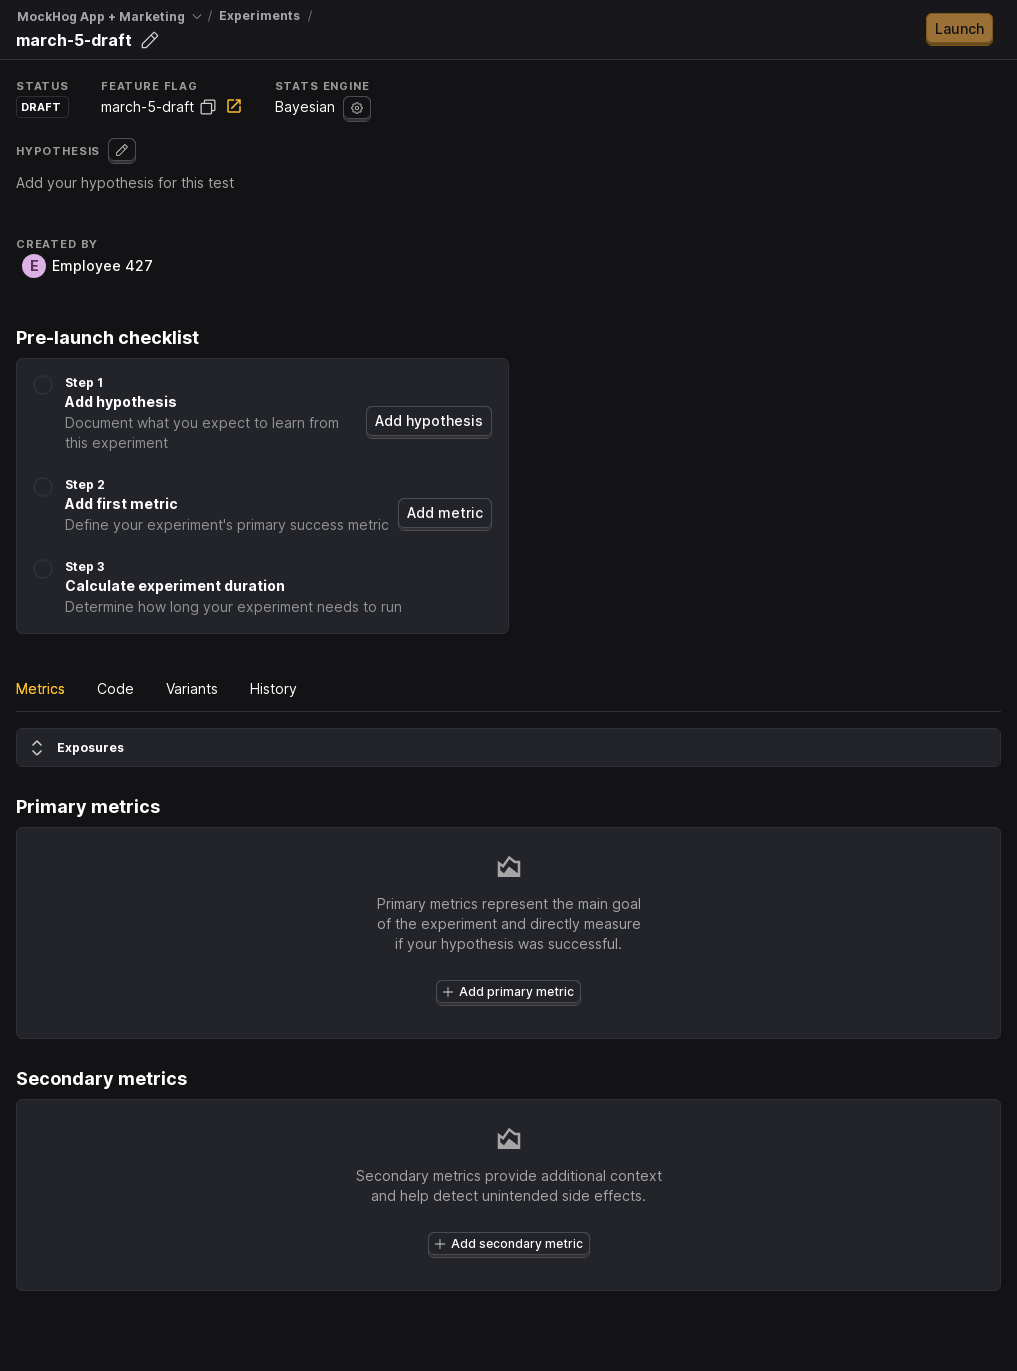 MockHog App + Marketing / Experiments /
march-5-draft
Launch
STATUS
DRAFT
FEATURE FLAG
march-5-draft
STATS ENGINE
Bayesian
HYPOTHESIS
Add your hypothesis for this test
CREATED BY
E Employee 427
Pre-launch checklist
Step 1
Add hypothesis
Document what you expect to learn from
this experiment
Add hypothesis
Step 2
Add first metric
Define your experiment's primary success metric
Add metric
Step 3
Calculate experiment duration
Determine how long your experiment needs to run
Metrics Code Variants History
Exposures
Primary metrics
Primary metrics represent the main goal
of the experiment and directly measure
if your hypothesis was successful.
Add primary metric
Secondary metrics
Secondary metrics provide additional context
and help detect unintended side effects.
Add secondary metric